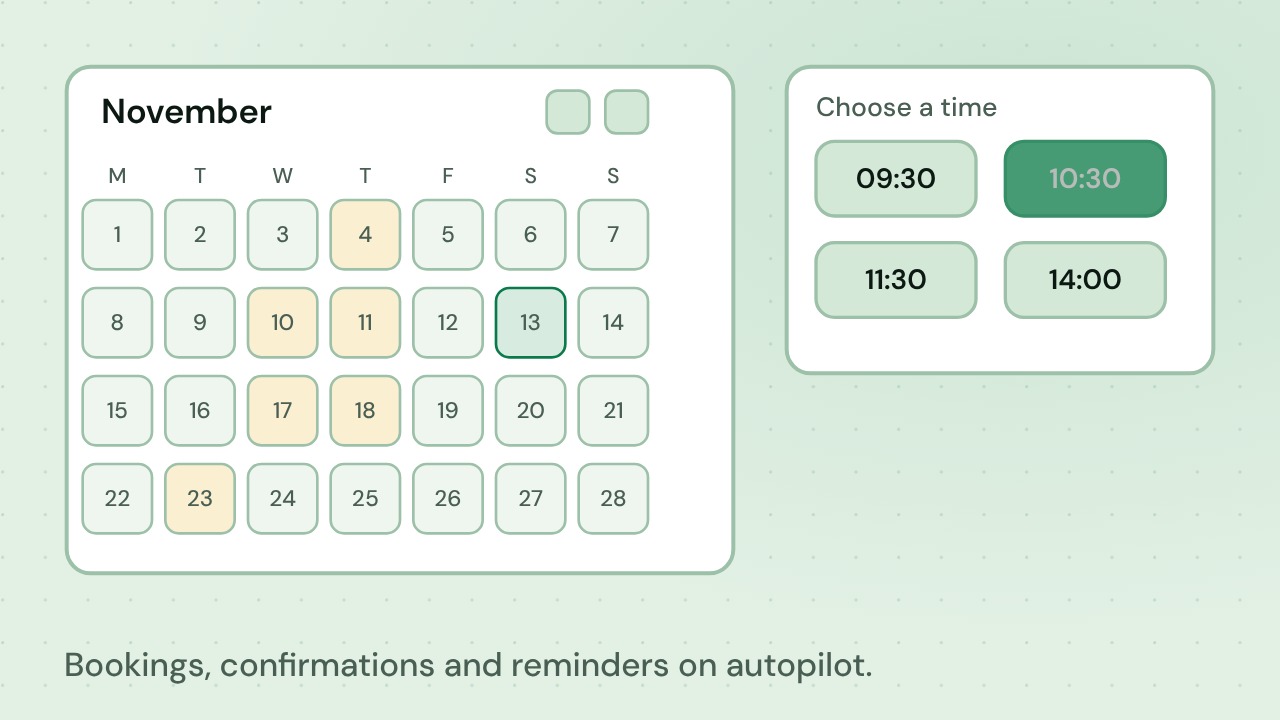 November
M T W T F S S
1 2 3 4 5 6 7
8 9 10 11 12 13 14
15 16 17 18 19 20 21
22 23 24 25 26 27 28
Choose a time
09:30 10:30
11:30 14:00
Bookings, confirmations and reminders on autopilot.